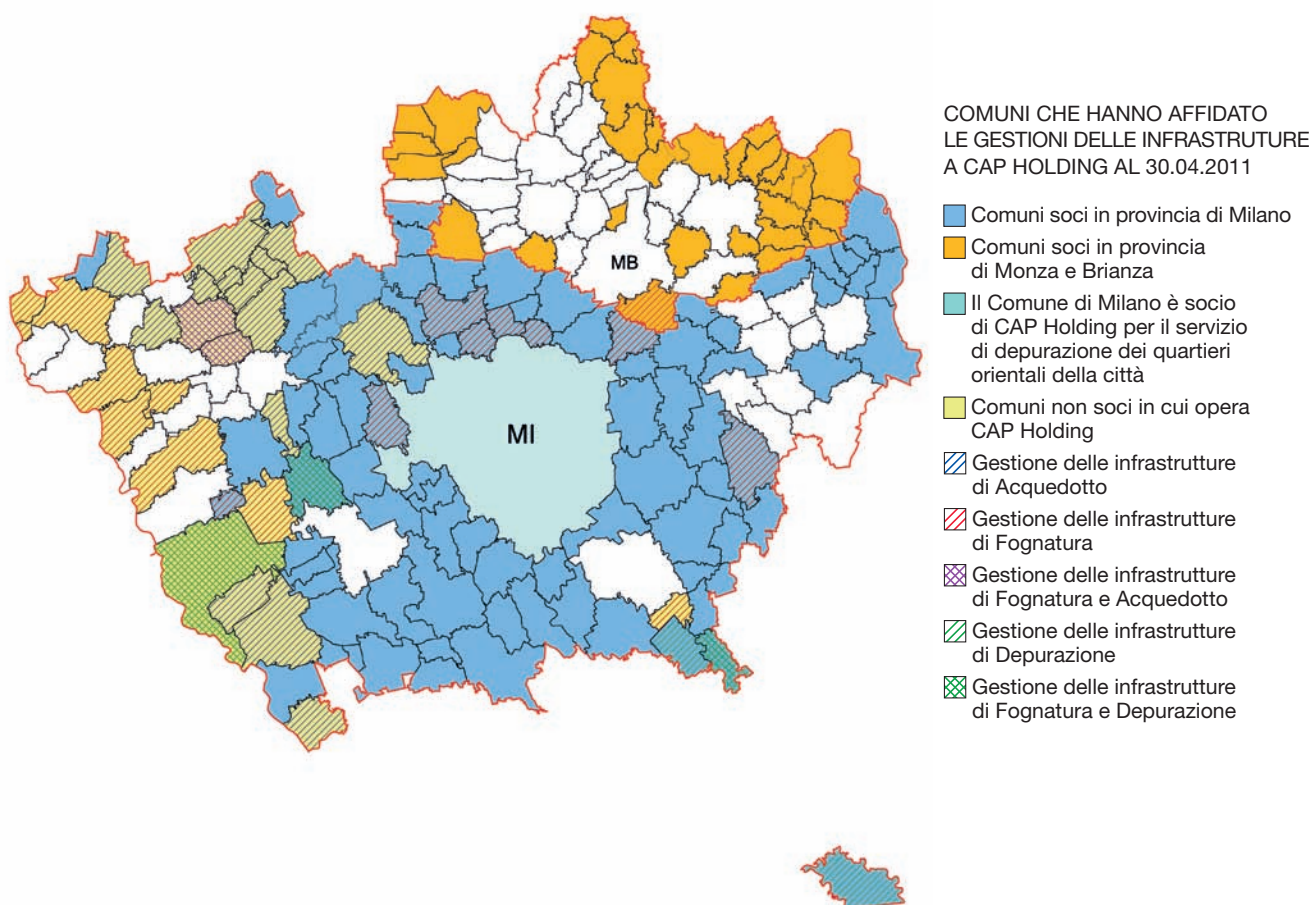 COMUNI CHE HANNO AFFIDATO
LE GESTIONI DELLE INFRASTRUTURE
A CAP HOLDING AL 30.04.2011
Comuni soci in provincia di Milano
Comuni soci in provincia
di Monza e Brianza
Il Comune di Milano è socio
di CAP Holding per il servizio
di depurazione dei quartieri
orientali della città
Comuni non soci in cui opera
CAP Holding
Gestione delle infrastrutture
di Acquedotto
Gestione delle infrastrutture
di Fognatura
Gestione delle infrastrutture
di Fognatura e Acquedotto
Gestione delle infrastrutture
di Depurazione
Gestione delle infrastrutture
di Fognatura e Depurazione
MB
MI